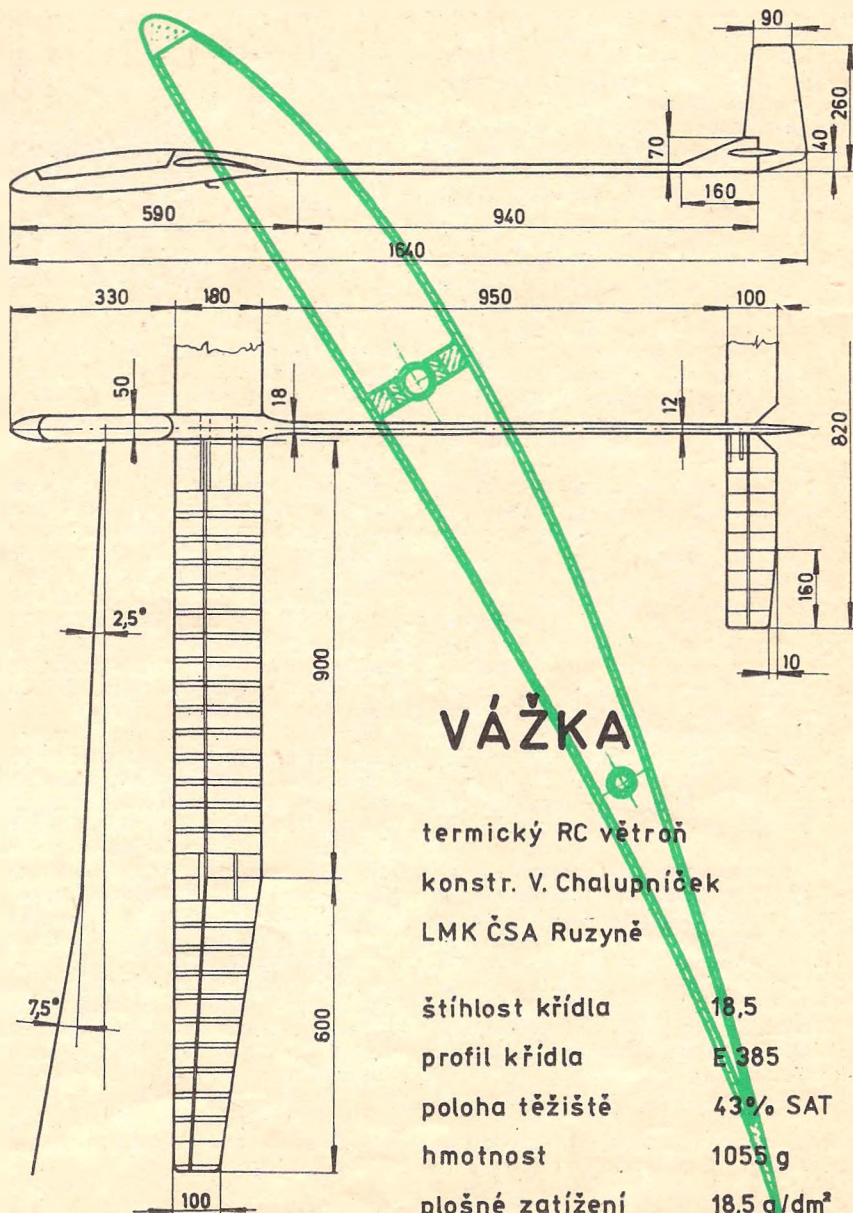 90
260
70
40
160
590
940
1640
330
180
950
100
50
18
12
820
2,5°
900
160
10
VÁŽKA
termický RC větroň
konstr. V. Chalupníček
LMK ČSA Ruzyně
7,5°
600
štíhlost křídla 18,5
profil křídla E 385
poloha těžiště 43% SAT
hmotnost 1055 g
plošné zatížení 18,5 g/dm²
100